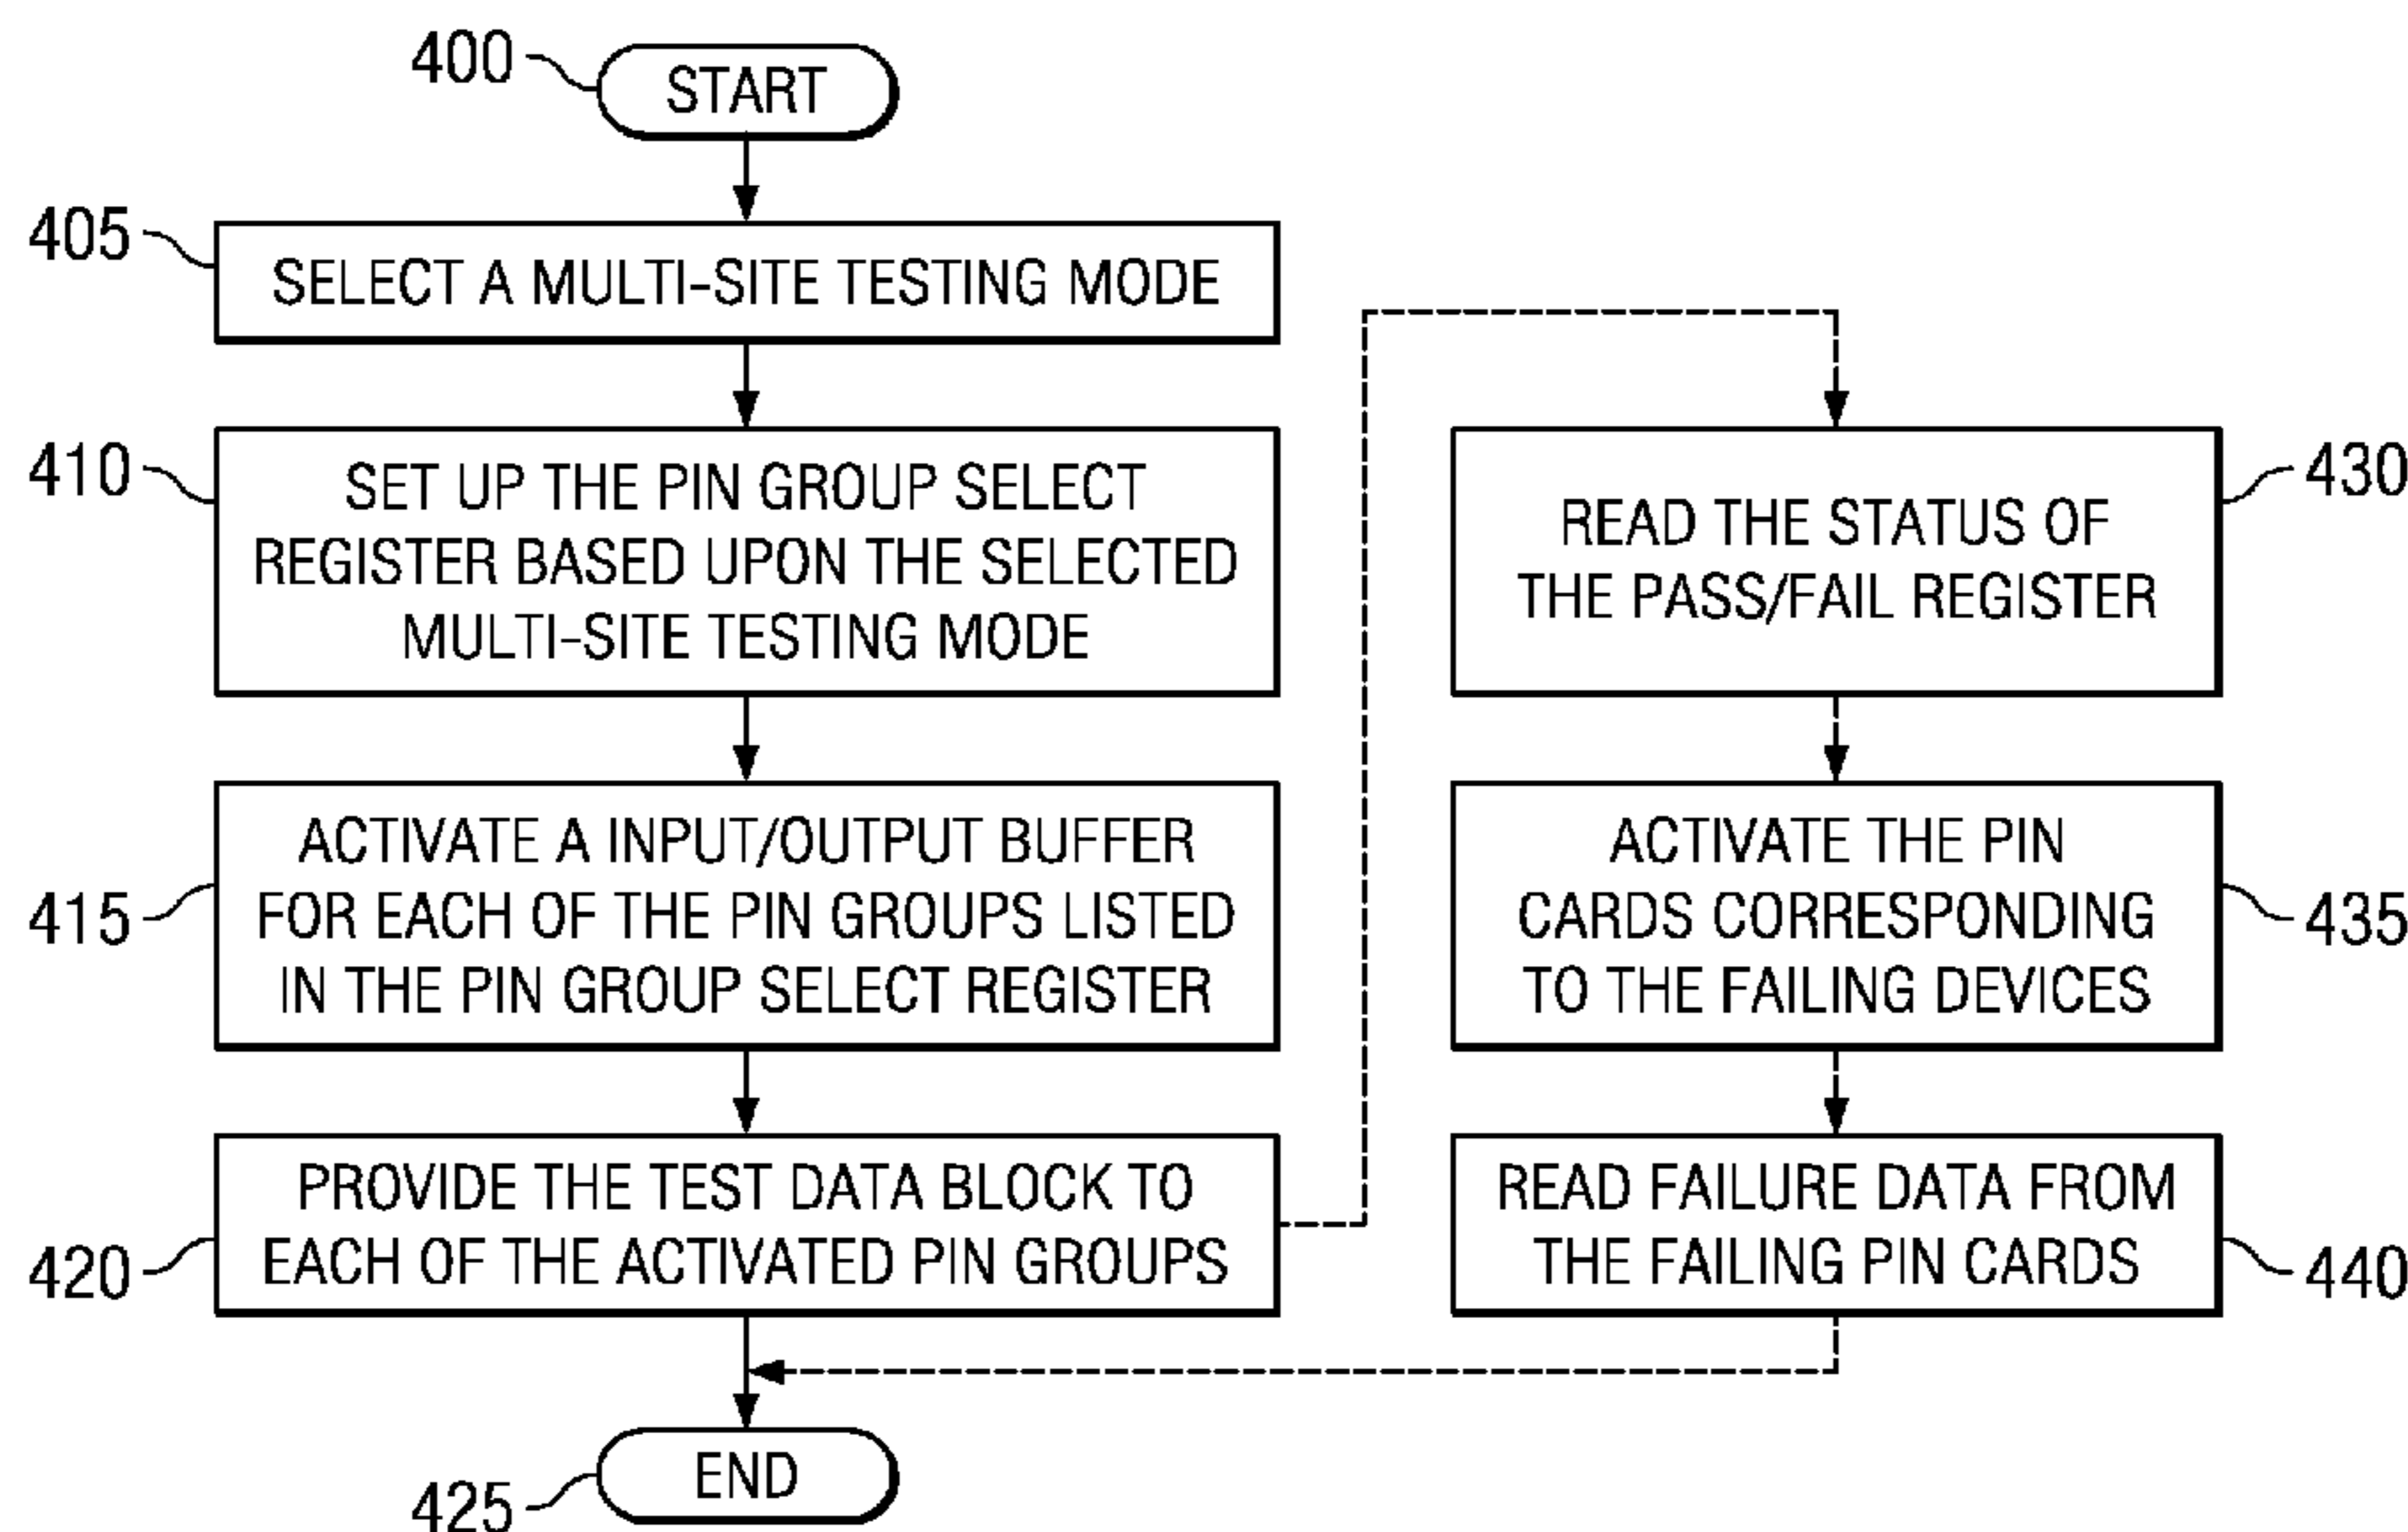 400
START
405
SELECT A MULTI-SITE TESTING MODE
410
SET UP THE PIN GROUP SELECT
REGISTER BASED UPON THE SELECTED
MULTI-SITE TESTING MODE
415
ACTIVATE A INPUT/OUTPUT BUFFER
FOR EACH OF THE PIN GROUPS LISTED
IN THE PIN GROUP SELECT REGISTER
420
PROVIDE THE TEST DATA BLOCK TO
EACH OF THE ACTIVATED PIN GROUPS
425
END
430
READ THE STATUS OF
THE PASS/FAIL REGISTER
435
ACTIVATE THE PIN
CARDS CORRESPONDING
TO THE FAILING DEVICES
440
READ FAILURE DATA FROM
THE FAILING PIN CARDS